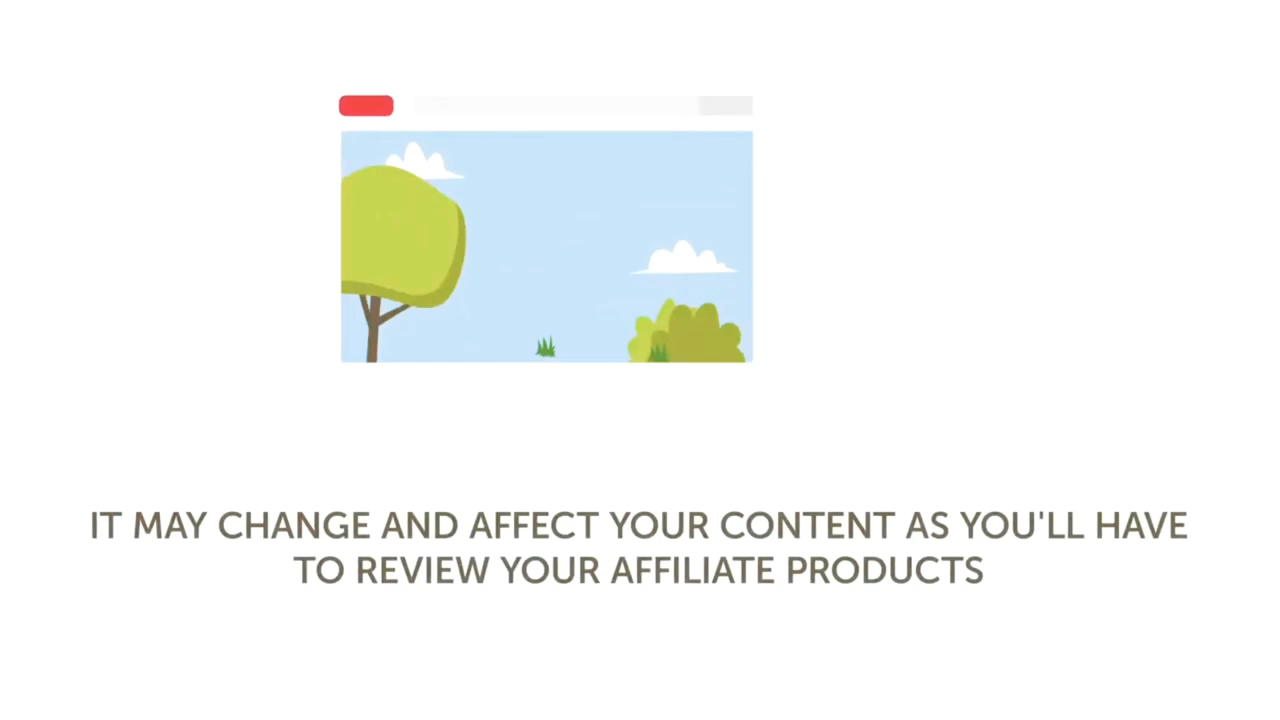 IT MAY CHANGE AND AFFECT YOUR CONTENT AS YOU'LL HAVE
TO REVIEW YOUR AFFILIATE PRODUCTS